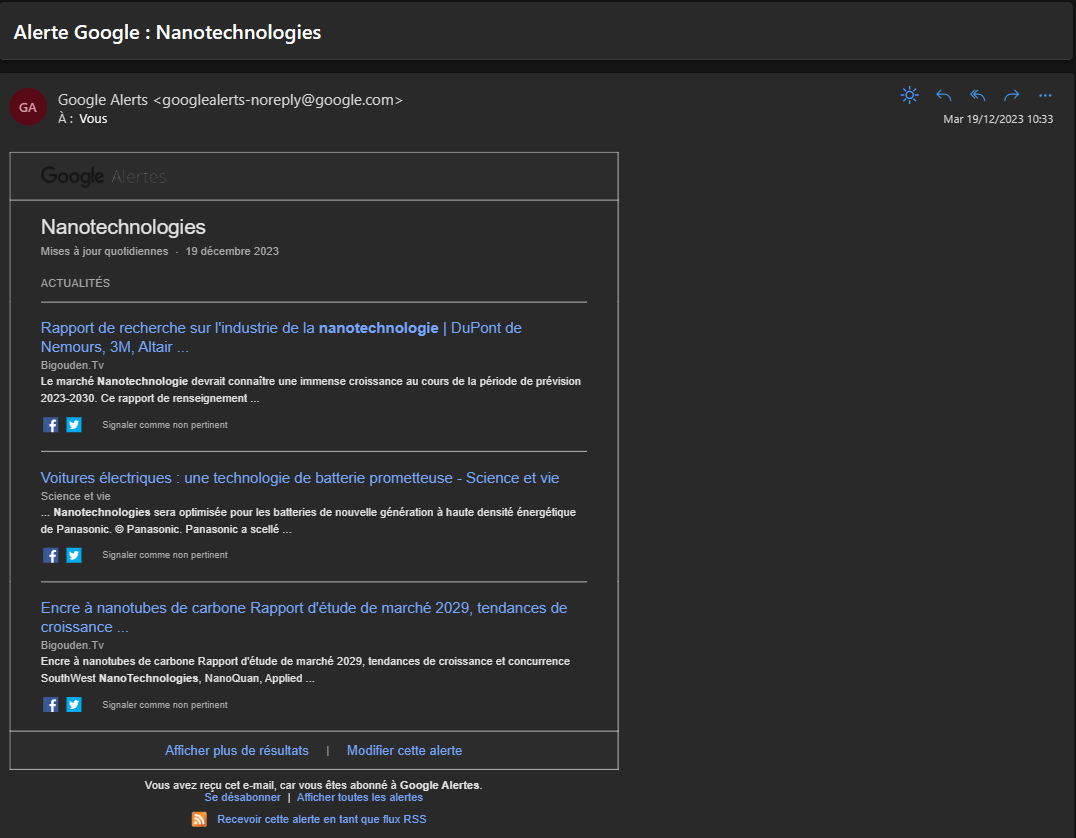 Alerte Google : Nanotechnologies
GA
Google Alerts <googlealerts-noreply@google.com>
À : Vous
Mar 19/12/2023 10:33
Google Alertes
Nanotechnologies
Mises à jour quotidiennes · 19 décembre 2023
ACTUALITÉS
Rapport de recherche sur l'industrie de la nanotechnologie | DuPont de
Nemours, 3M, Altair ...
Bigouden.Tv
Le marché Nanotechnologie devrait connaître une immense croissance au cours de la période de prévision
2023-2030. Ce rapport de renseignement ...
Signaler comme non pertinent
Voitures électriques : une technologie de batterie prometteuse - Science et vie
Science et vie
... Nanotechnologies sera optimisée pour les batteries de nouvelle génération à haute densité énergétique
de Panasonic. © Panasonic. Panasonic a scellé ...
Signaler comme non pertinent
Encre à nanotubes de carbone Rapport d'étude de marché 2029, tendances de
croissance ...
Bigouden.Tv
Encre à nanotubes de carbone Rapport d'étude de marché 2029, tendances de croissance et concurrence
SouthWest NanoTechnologies, NanoQuan, Applied ...
Signaler comme non pertinent
Afficher plus de résultats | Modifier cette alerte
Vous avez reçu cet e-mail, car vous êtes abonné à Google Alertes.
Se désabonner | Afficher toutes les alertes
Recevoir cette alerte en tant que flux RSS